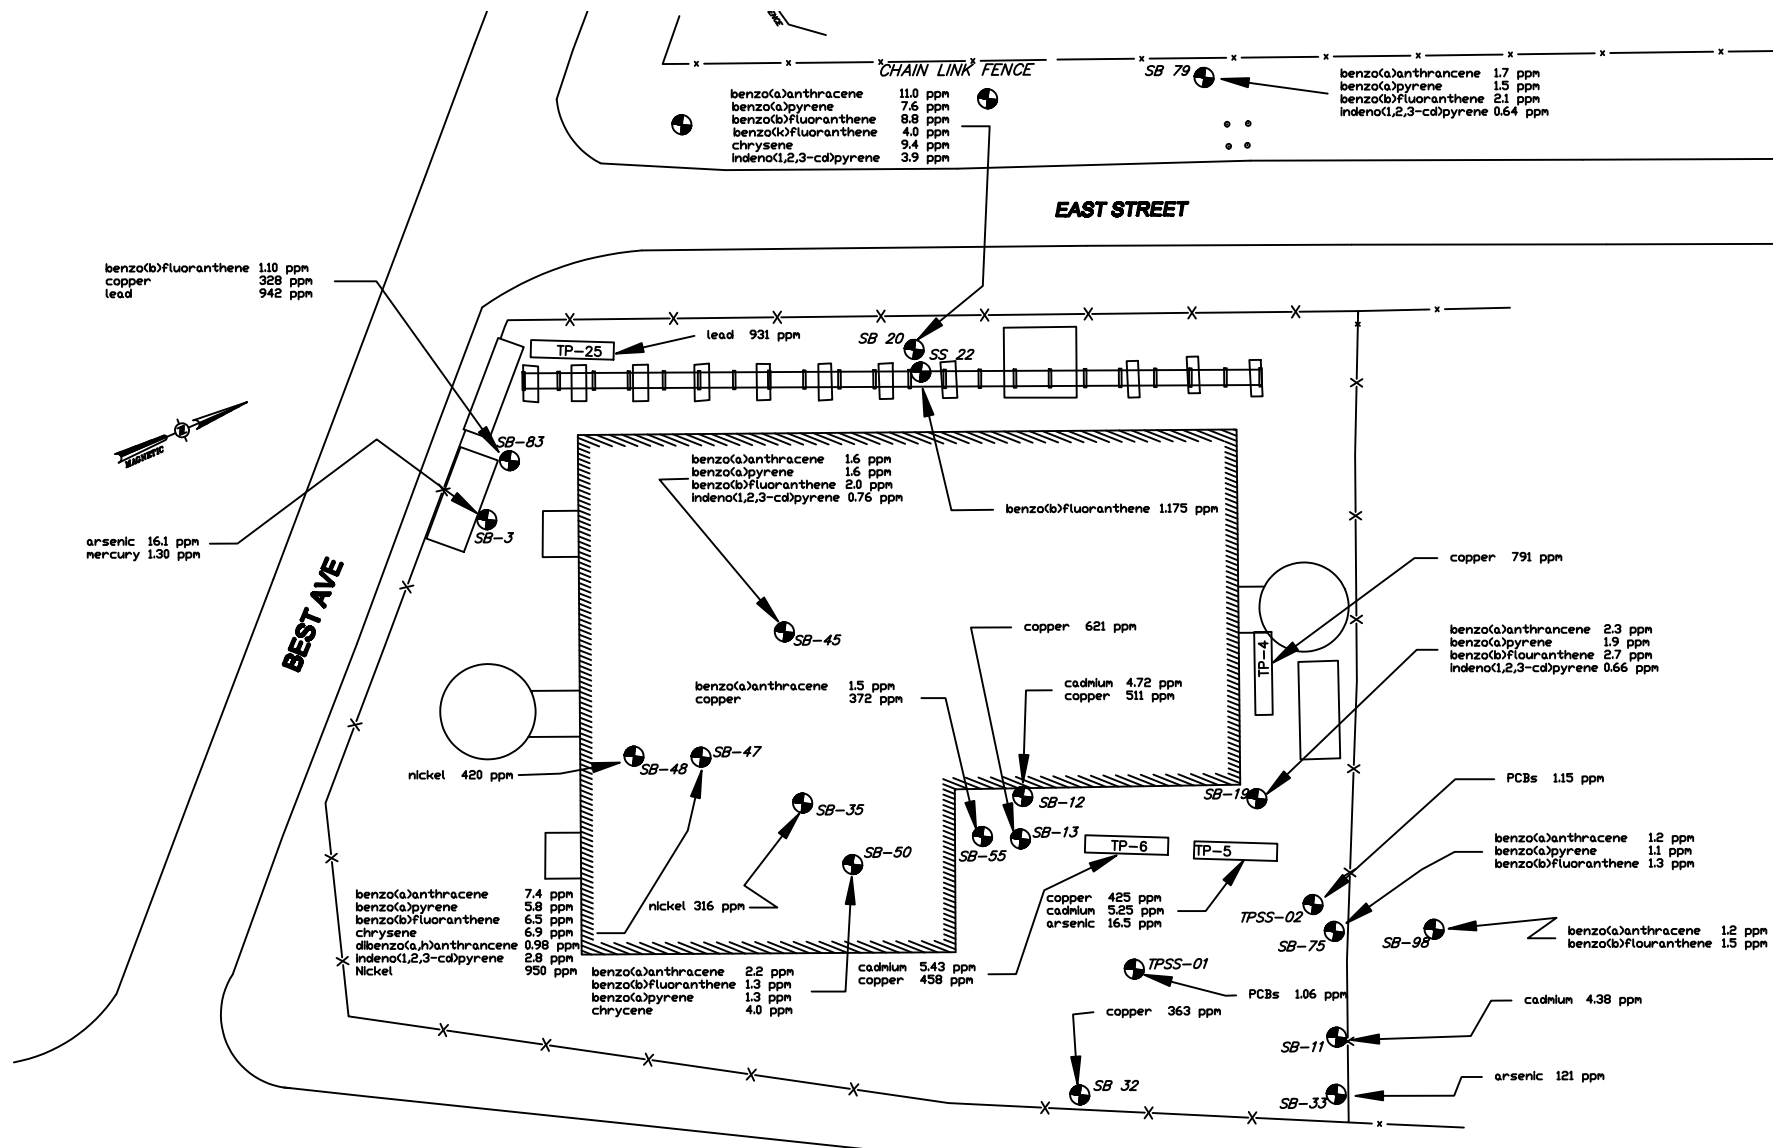 ENCE
CHAIN LINK FENCE
SB 79
benzo(a)anthrancene 1.7 ppm
benzo(a)pyrene 1.5 ppm
benzo(b)fluoranthene 2.1 ppm
indeno(1,2,3-cd)pyrene 0.64 ppm
benzo(a)anthracene 11.0 ppm
benzo(a)pyrene 7.6 ppm
benzo(b)fluoranthene 8.8 ppm
benzo(k)fluoranthene 4.0 ppm
chrysene 9.4 ppm
indeno(1,2,3-cd)pyrene 3.9 ppm
EAST STREET
benzo(b)fluoranthene 1.10 ppm
copper 328 ppm
lead 942 ppm
TP-25
lead 931 ppm
SB 20
SS 22
MAGNETIC
SB-83
arsenic 16.1 ppm
mercury 1.30 ppm
SB-3
benzo(a)anthracene 1.6 ppm
benzo(a)pyrene 1.6 ppm
benzo(b)fluoranthene 2.0 ppm
indeno(1,2,3-cd)pyrene 0.76 ppm
benzo(b)fluoranthene 1.175 ppm
BEST AVE
SB-45
copper 621 ppm
copper 791 ppm
TP-4
benzo(a)anthrancene 2.3 ppm
benzo(a)pyrene 1.9 ppm
benzo(b)flouranthene 2.7 ppm
indeno(1,2,3-cd)pyrene 0.66 ppm
benzo(a)anthracene 1.5 ppm
copper 372 ppm
cadmium 4.72 ppm
copper 511 ppm
nickel 420 ppm
SB-48
SB-47
SB-35
SB-50
SB-55
SB-12
SB-13
SB-19
TP-6
TP-5
PCBs 1.15 ppm
benzo(a)anthracene 1.2 ppm
benzo(a)pyrene 1.1 ppm
benzo(b)fluoranthene 1.3 ppm
benzo(a)anthracene 7.4 ppm
benzo(a)pyrene 5.8 ppm
benzo(b)fluoranthene 6.5 ppm
chrysene 6.9 ppm
dibenzo(a,h)anthrancene 0.98 ppm
indeno(1,2,3-cd)pyrene 2.8 ppm
Nickel 950 ppm
nickel 316 ppm
copper 425 ppm
cadmium 5.25 ppm
arsenic 16.5 ppm
TPSS-02
SB-75
SB-98
benzo(a)anthracene 1.2 ppm
benzo(b)flouranthene 1.5 ppm
benzo(a)anthracene 2.2 ppm
benzo(b)fluoranthene 1.3 ppm
benzo(a)pyrene 1.3 ppm
chrycene 4.0 ppm
cadmium 5.43 ppm
copper 458 ppm
TPSS-01
PCBs 1.06 ppm
copper 363 ppm
cadmium 4.38 ppm
SB-11
SB 32
arsenic 121 ppm
SB-33